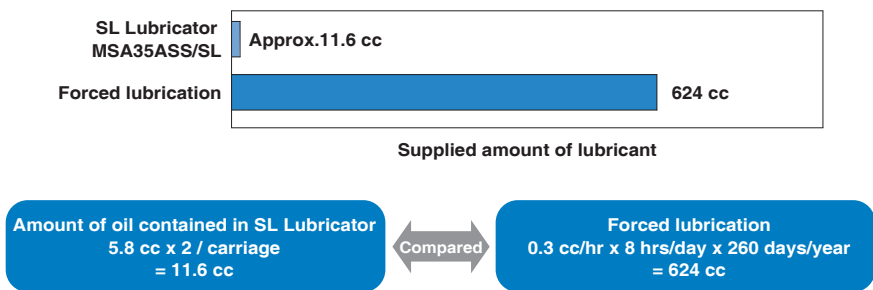 SL Lubricator
MSA35ASS/SL
Approx.11.6 cc
Forced lubrication
624 cc
Supplied amount of lubricant
Amount of oil contained in SL Lubricator
5.8 cc x 2 / carriage
= 11.6 cc
Compared
Forced lubrication
0.3 cc/hr x 8 hrs/day x 260 days/year
= 624 cc